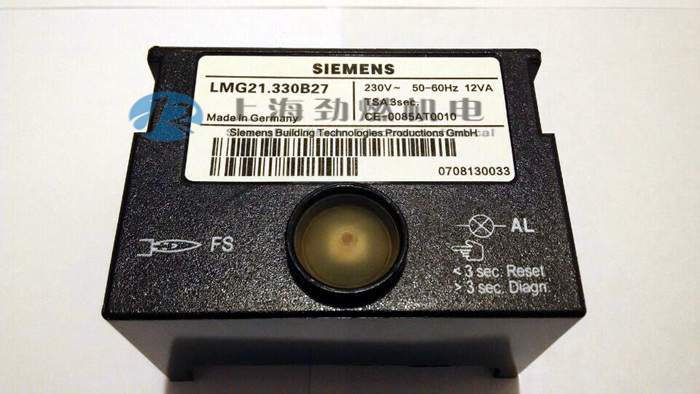 SIEMENS
LMG21.330B27
230V~ 50-60Hz 12VA
TSA 3sec.
上海劲燃机电
Made in Germany
CE-0085AT0010
Siemens Building Technologies Productions GmbH
0708130033
FS
AL
< 3 sec. Reset
> 3 sec. Diagn.